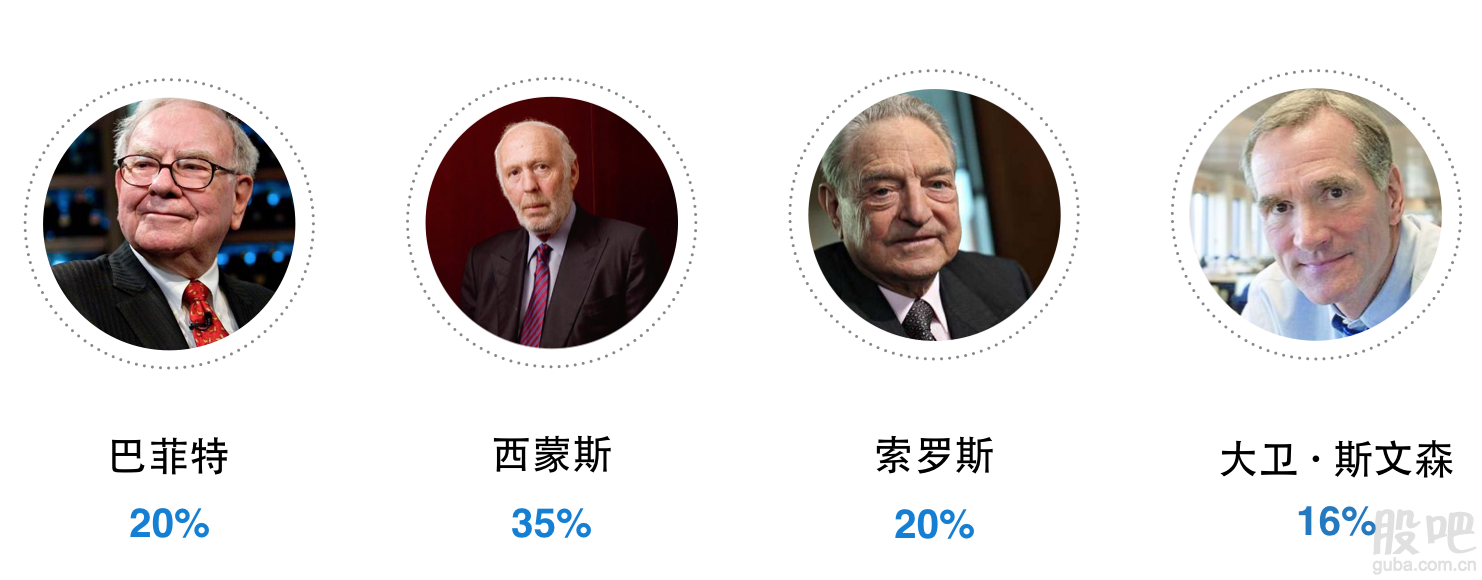 巴菲特
西蒙斯
索罗斯
大卫·斯文森
20%
35%
20%
16%
股吧
guba.com.cn